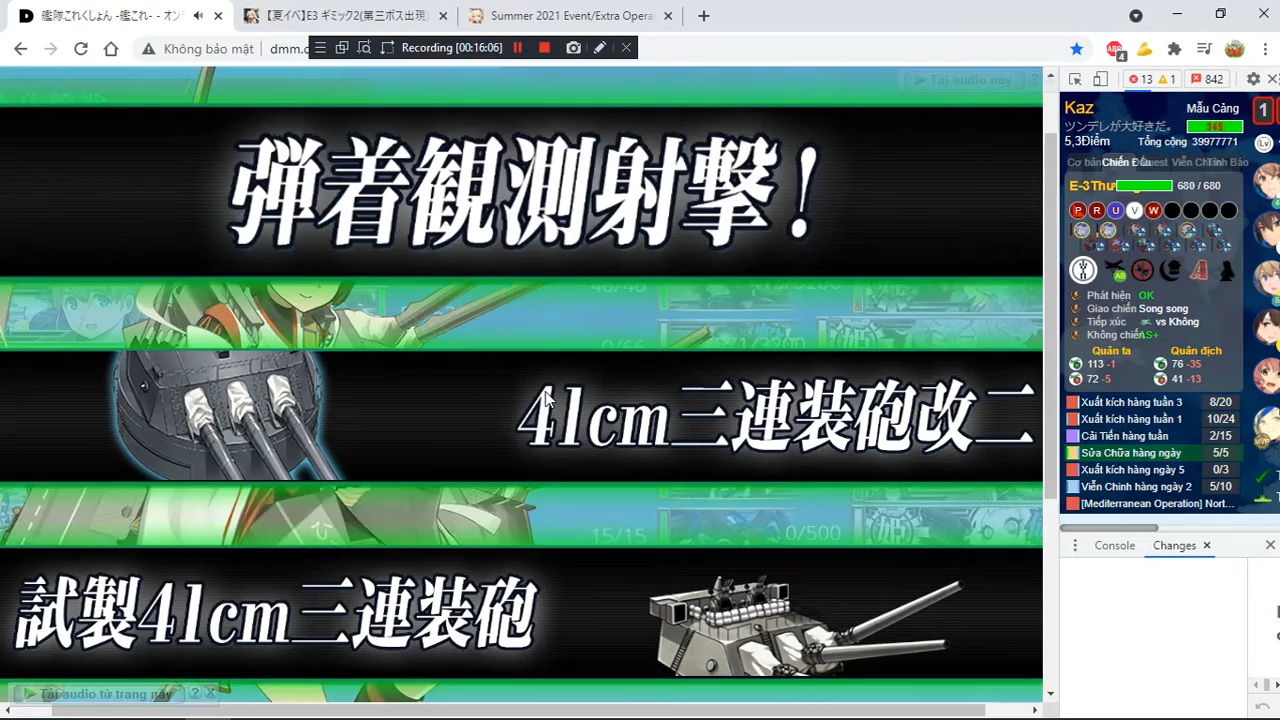 艦隊これくしょん -艦これ- - オンラ
【夏イベ】E3 ギミック2(第三ボス出現)
Summer 2021 Event/Extra Opera
Không bảo mật
dmm.c
Recording [00:16:06]
4
Tải audio này
13
1
842
弾着観測射撃!
41cm三連装砲改二
試製41cm三連装砲
15/15
0/500
Tải audio từ trang này
?
Kaz
Mẫu Cảng
1
ツンデレが大好きだ。
5,3Điểm
Tổng cộng 39977771
Chiến Đấu
680 / 680
P R U V W
AB
Phát hiện OK
Giao chiến Song song
Tiếp xúc vs Không
Quân ta
Quân địch
113 -1
76 -35
72 -5
41 -13
Xuất kích hàng tuần 3 8/20
Xuất kích hàng tuần 1 10/24
Cải Tiến hàng tuần 2/15
Sửa Chữa hàng ngày 5/5
Xuất kích hàng ngày 5 0/3
Viễn Chinh hàng ngày 2 5/10
[Mediterranean Operation] Nort...
Console
Changes